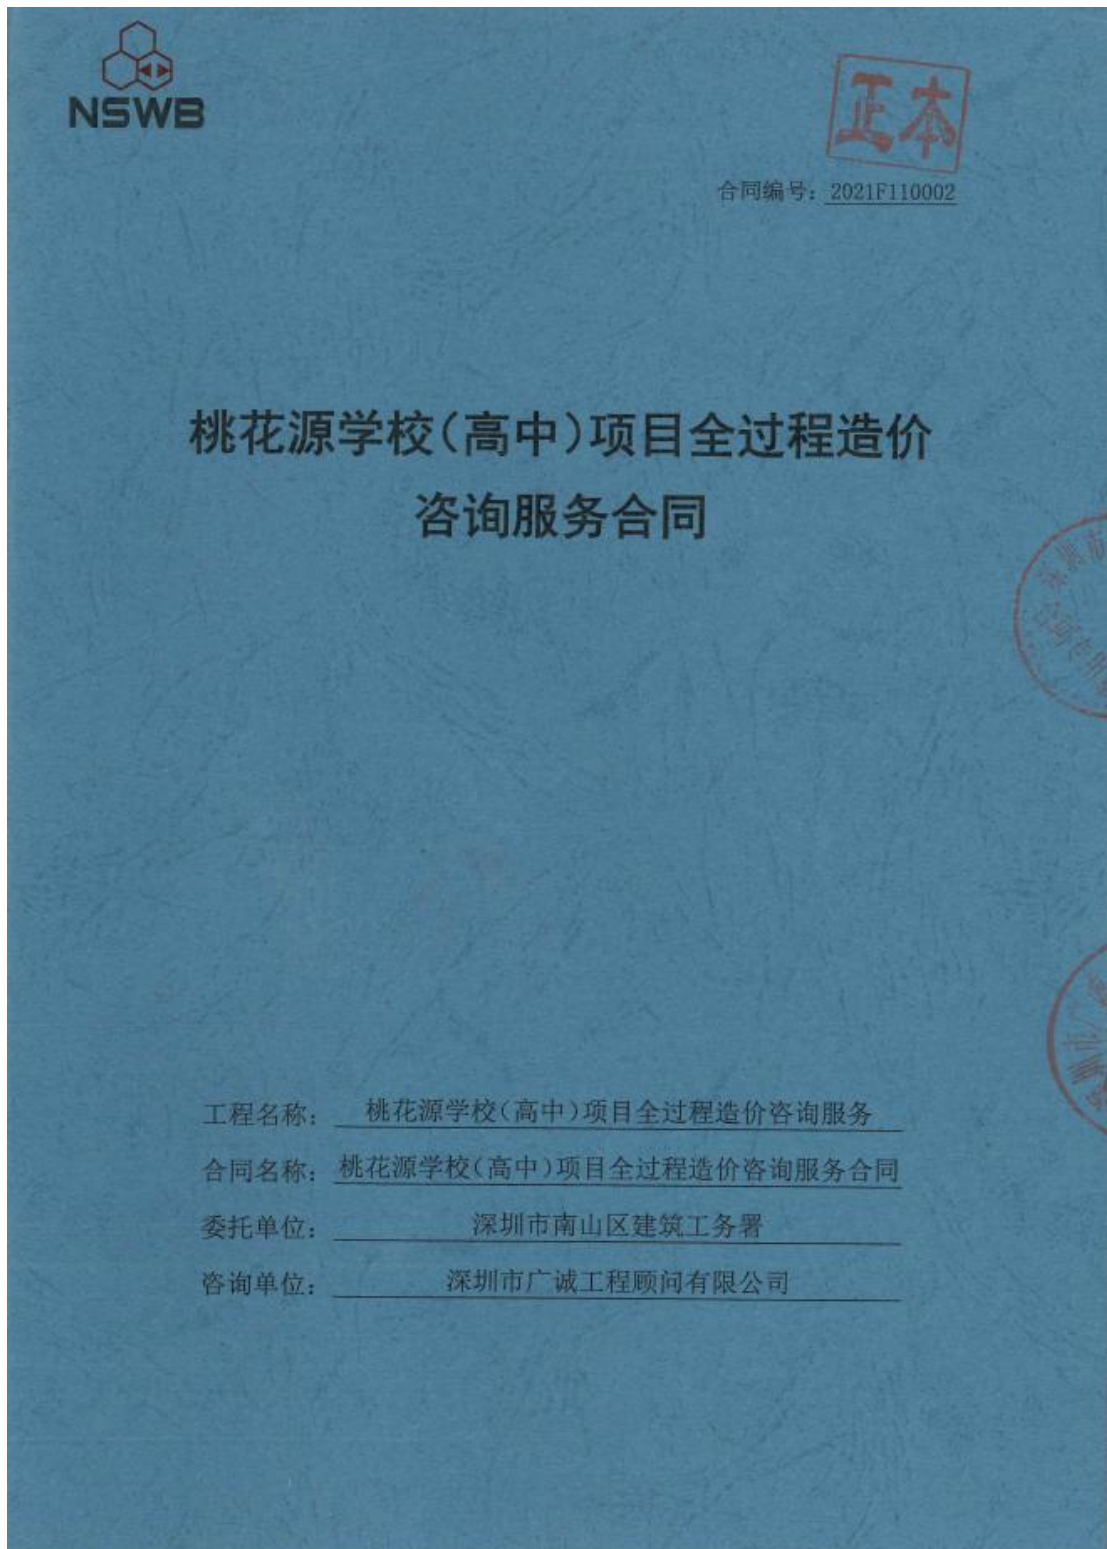 NSWB
正本
合同编号：2021F110002
桃花源学校（高中）项目全过程造价
咨询服务合同
工程名称：桃花源学校（高中）项目全过程造价咨询服务
合同名称：桃花源学校（高中）项目全过程造价咨询服务合同
委托单位：深圳市南山区建筑工务署
咨询单位：深圳市广诚工程顾问有限公司